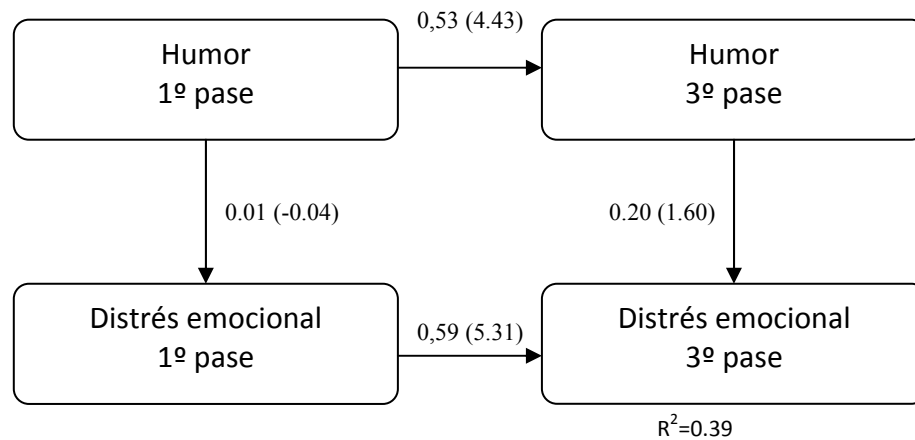 0,53 (4.43)
Humor
1º pase
Humor
3º pase
0.01 (-0.04)
0.20 (1.60)
Distrés emocional
1º pase
0,59 (5.31)
Distrés emocional
3º pase
R²=0.39